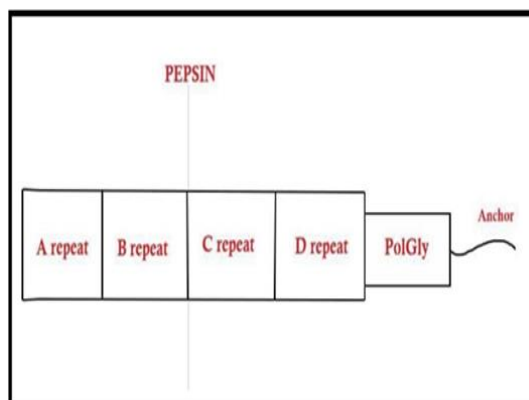 PEPSIN
A repeat
B repeat
C repeat
D repeat
PolGly
Anchor